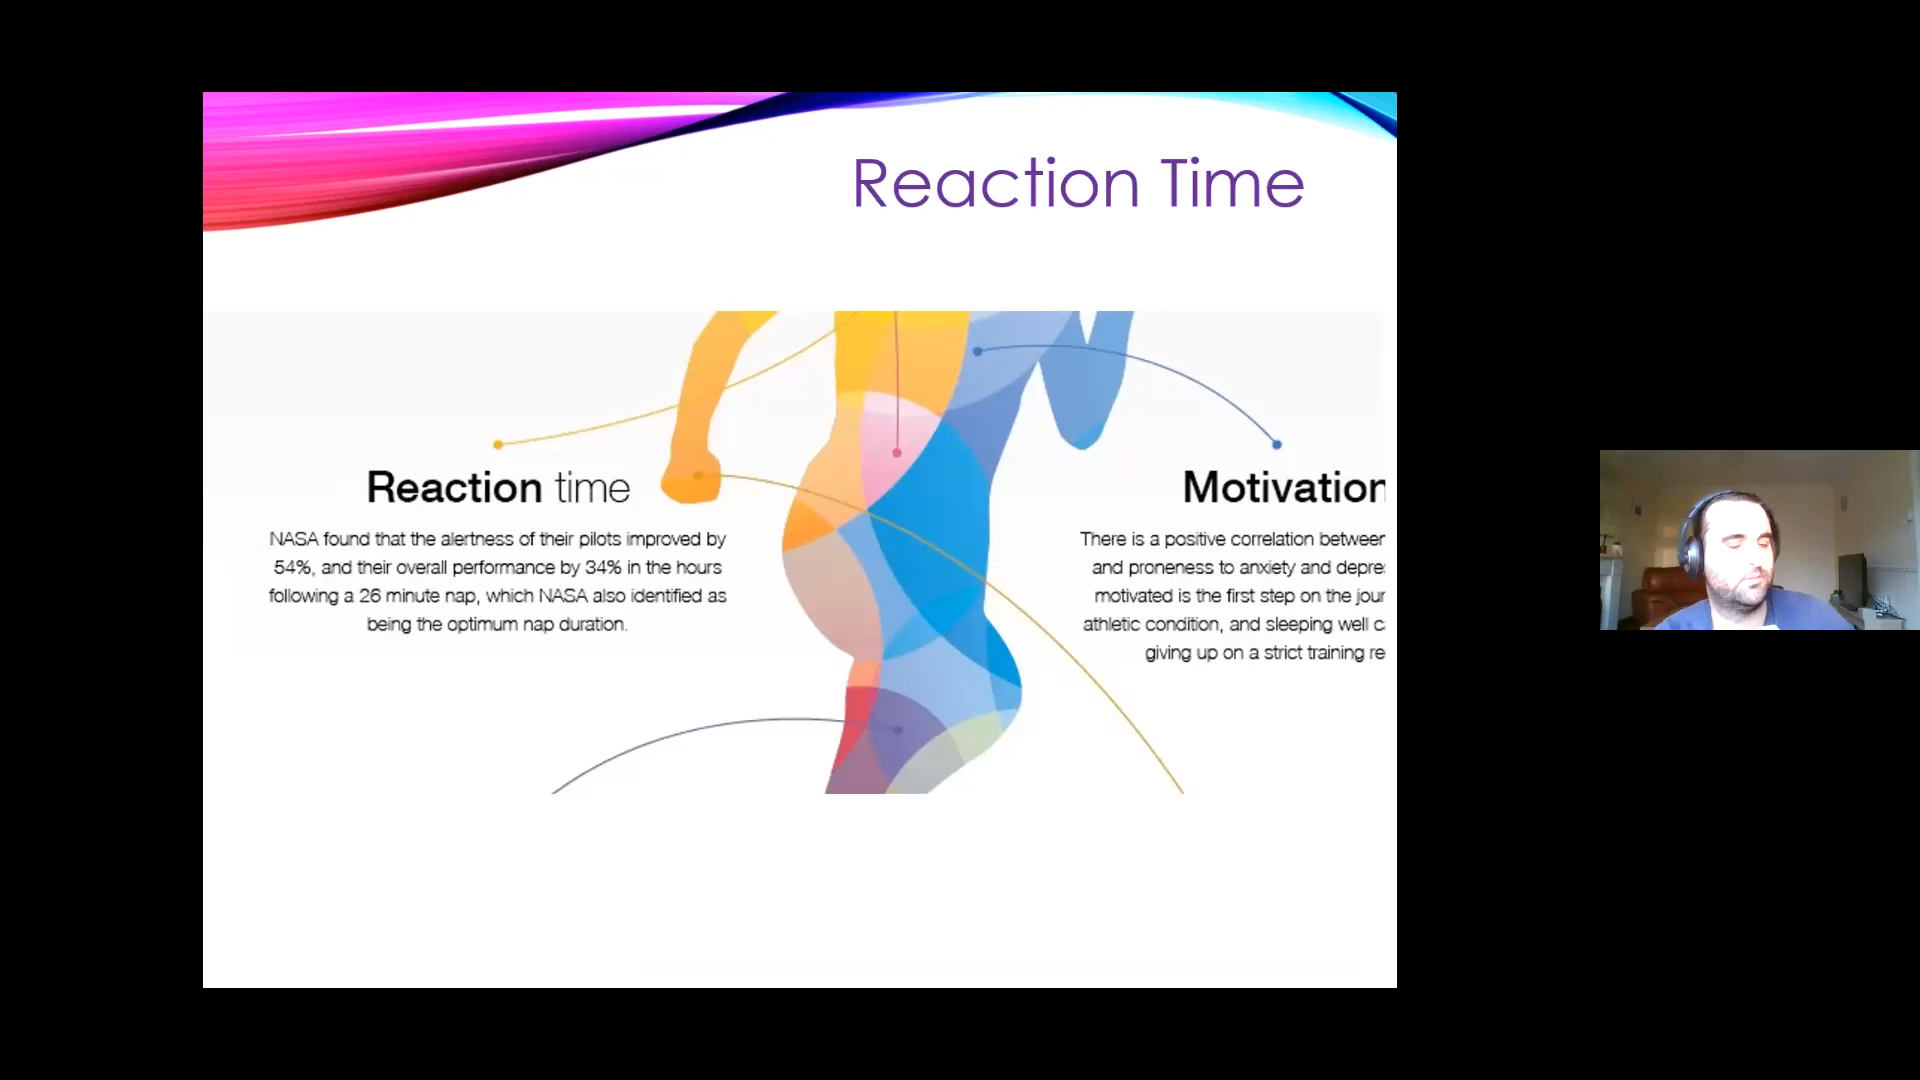 Reaction Time
Reaction time
NASA found that the alertness of their pilots improved by
54%, and their overall performance by 34% in the hours
following a 26 minute nap, which NASA also identified as
being the optimum nap duration.
Motivation
There is a positive correlation between
and proneness to anxiety and depre
motivated is the first step on the jour
athletic condition, and sleeping well c
giving up on a strict training re